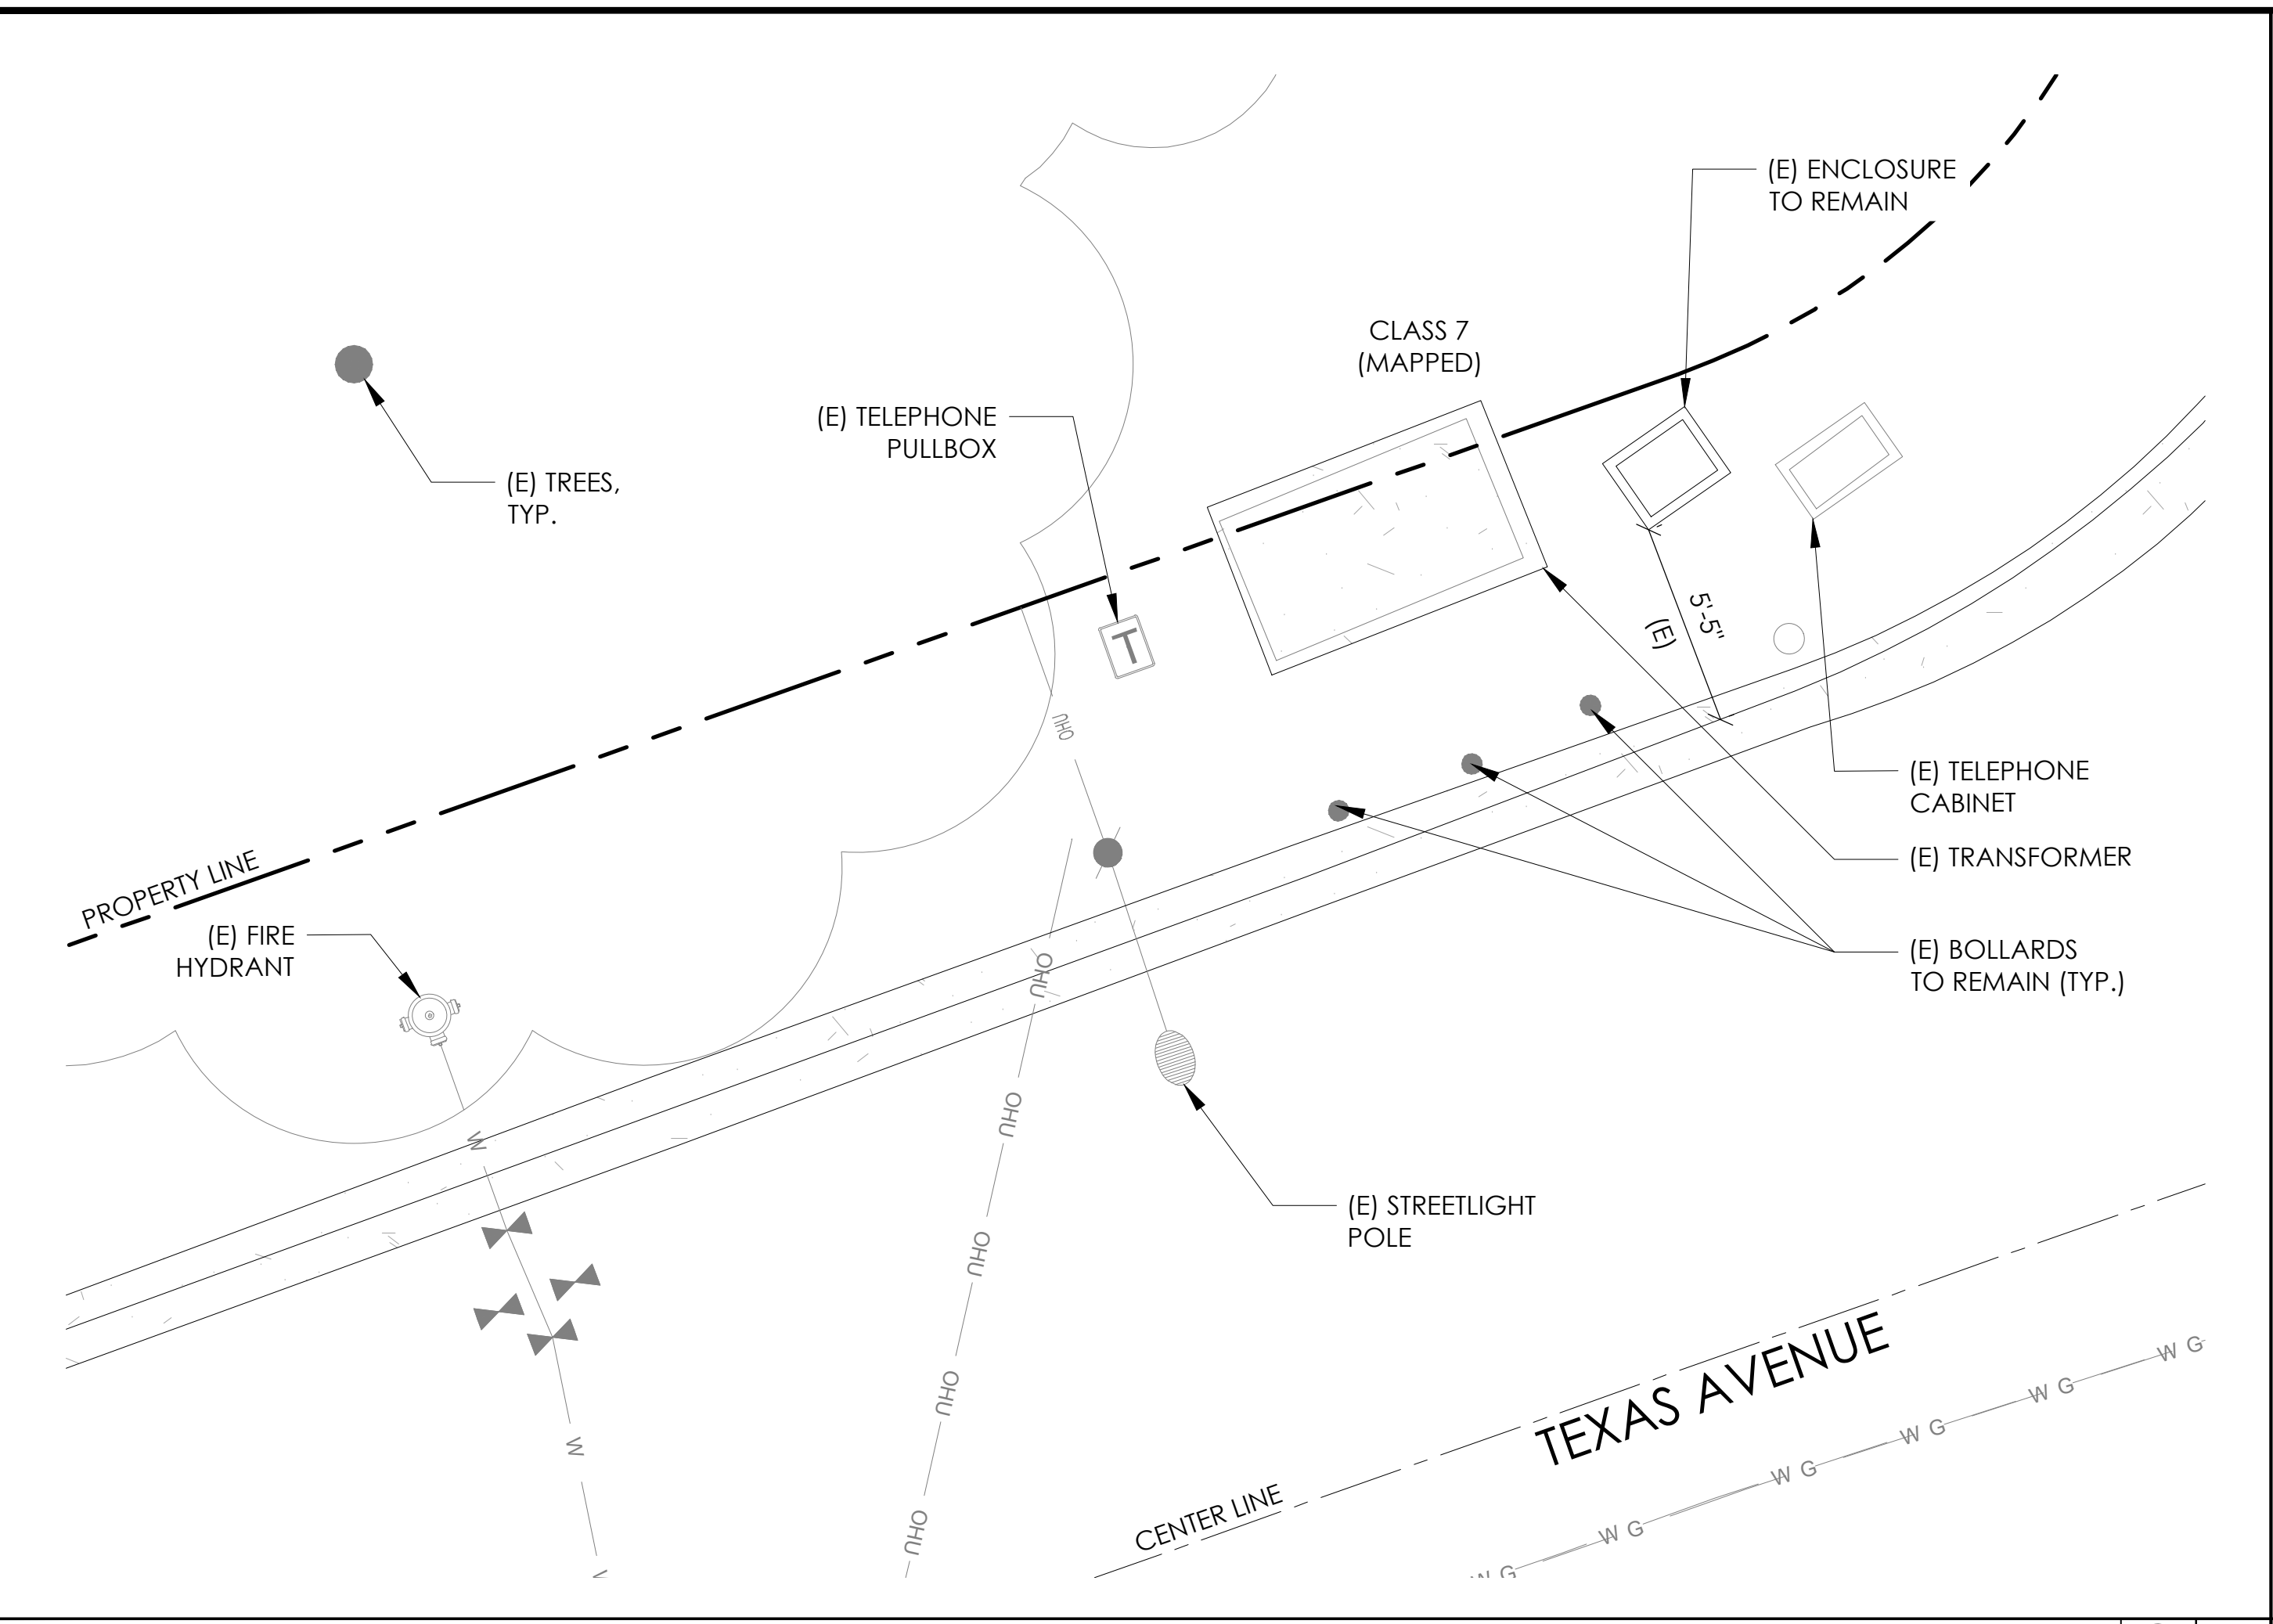 (E) ENCLOSURE
TO REMAIN
CLASS 7
(MAPPED)
(E) TELEPHONE
PULLBOX
(E) TREES,
TYP.
T
5'-5"
(E)
OHU
(E) TELEPHONE
CABINET
(E) TRANSFORMER
(E) BOLLARDS
TO REMAIN (TYP.)
PROPERTY LINE
(E) FIRE
HYDRANT
OHU
OHU
OHU
OHU
OHU
W
W
(E) STREETLIGHT
POLE
TEXAS AVENUE
CENTER LINE
W G
W G
W G
W G
W G